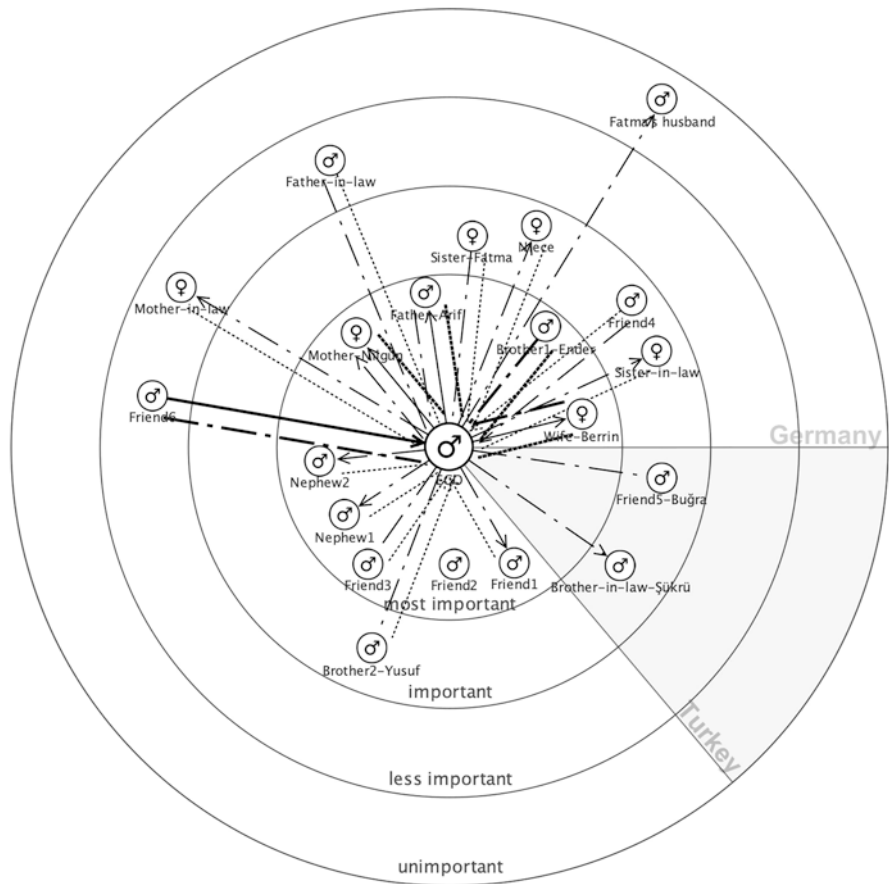 Fatma's husband
Father-in-law
Sister-Fatma
Niece
Mother-in-law
Father-Arif
Friend4
Mother-Nilgün
Brother1-Ender
Sister-in-law
Friend6
Wife-Berrin
Germany
Nephew2
EGO
Friend5-Buğra
Nephew1
Friend3
Friend2
Friend1
Brother-in-law-Şükrü
most important
Brother2-Yusuf
important
Turkey
less important
unimportant